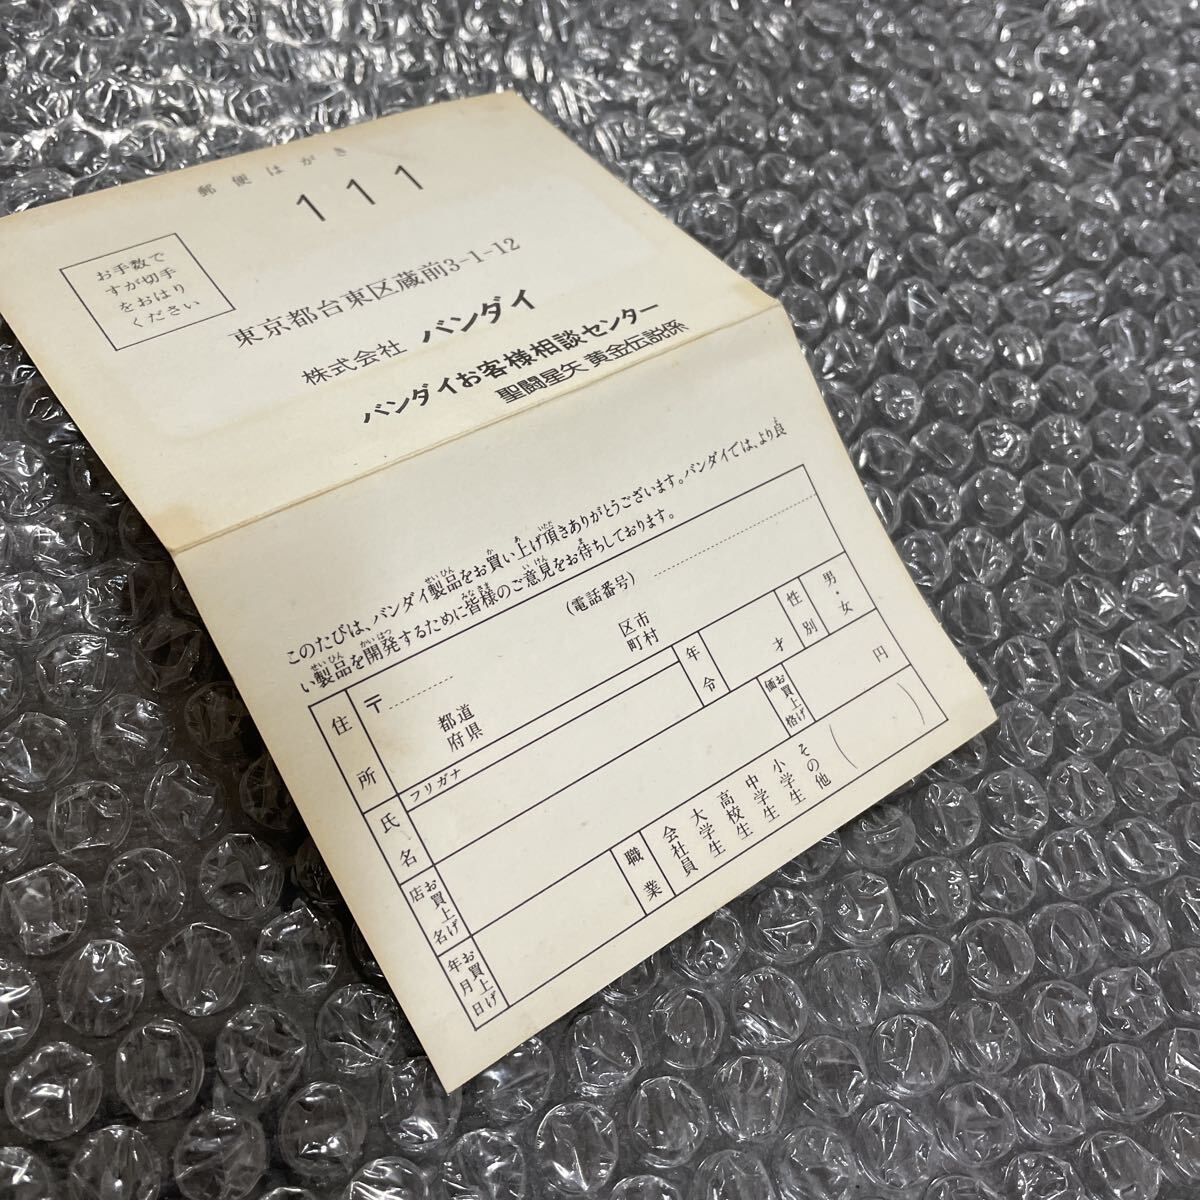 郵便はがき
111
お手数で
すが切手
をおはり
ください
東京都台東区蔵前3-1-12
株式会社 バンダイ
バンダイお客様相談センター
聖闘星矢 黄金伝説係
このたびは、バンダイ製品をお買い上げ頂きありがとうございます。バンダイでは、より良
い製品を開発するために皆様のご意見をお待ちしております。
住所
〒
都道
府県
区市
町村
(電話番号)
フリガナ
氏名
年令
才
性別
男・女
お買上げ
店名
お買上げ
価格
円
お買上げ
年月日
職業
会社員
大学生
高校生
中学生
小学生
その他
( )